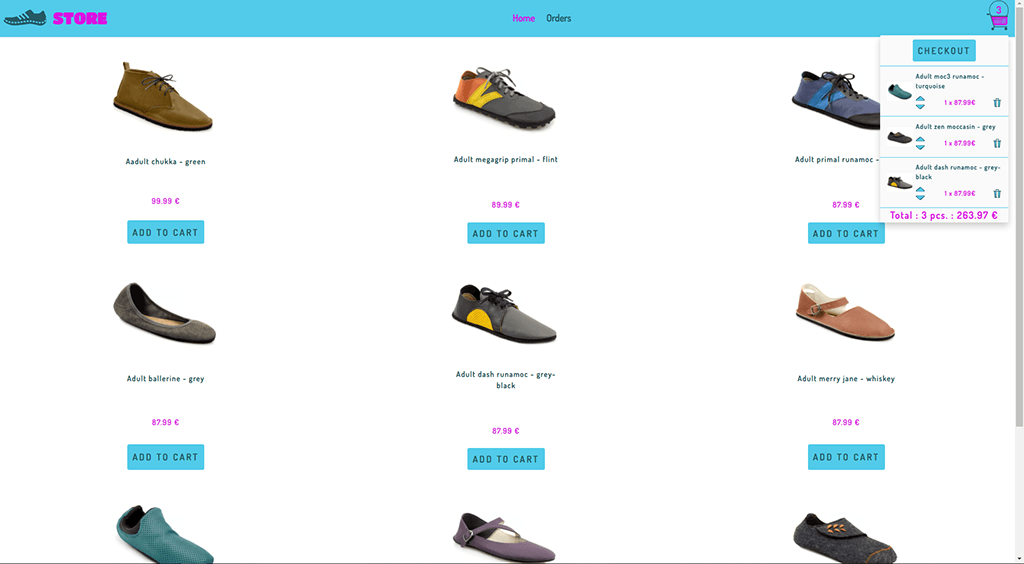 STORE
Home Orders
3
CHECKOUT
Adult moc3 runamoc -
turquoise
1 x 87.99€
Adult zen moccasin - grey
1 x 87.99€
Adult dash runamoc - grey-
black
1 x 87.99€
Total : 3 pcs. : 263.97 €
Aadult chukka - green
99.99 €
ADD TO CART
Adult megagrip primal - flint
89.99 €
ADD TO CART
Adult primal runamoc -
87.99 €
ADD TO CART
Adult ballerine - grey
87.99 €
ADD TO CART
Adult dash runamoc - grey-
black
87.99 €
ADD TO CART
Adult merry jane - whiskey
87.99 €
ADD TO CART